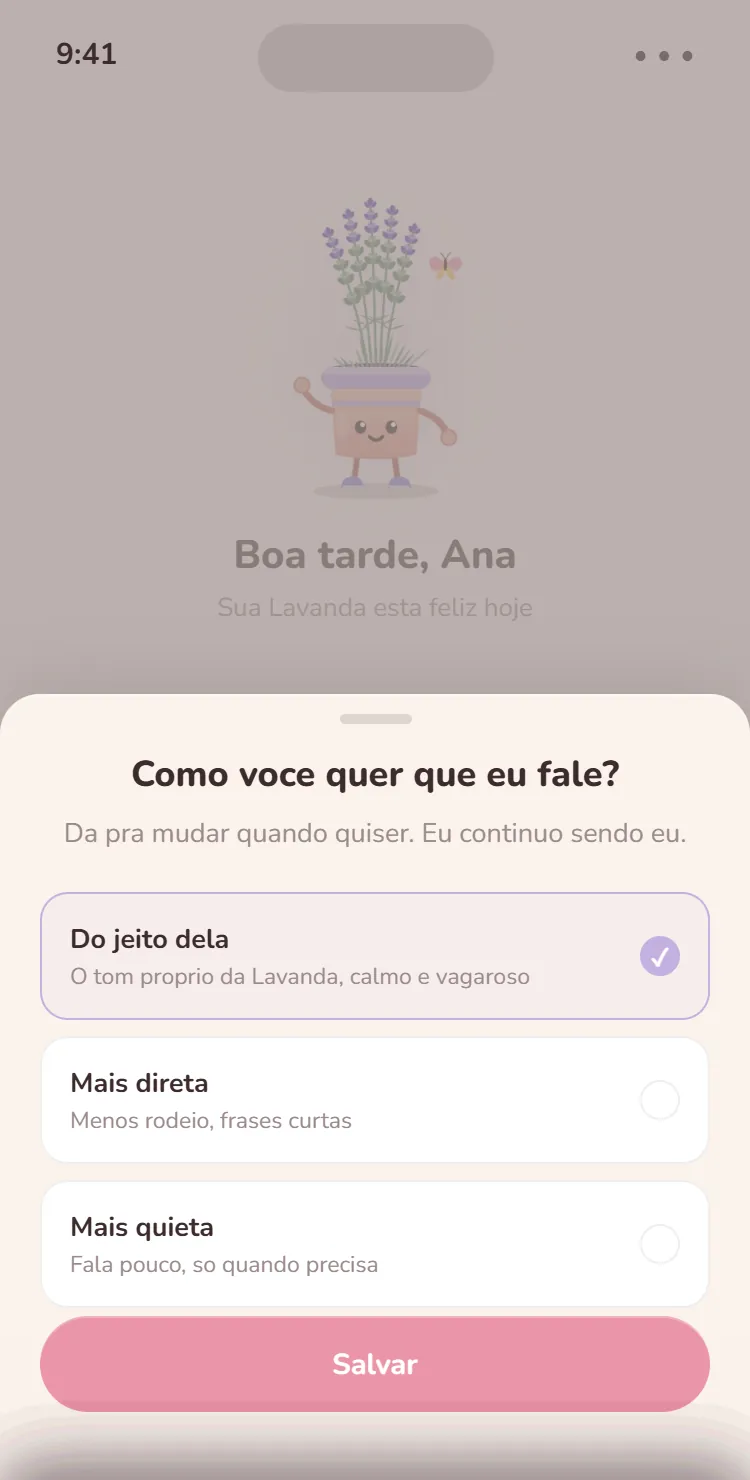 9:41
Boa tarde, Ana
Sua Lavanda esta feliz hoje
Como voce quer que eu fale?
Da pra mudar quando quiser. Eu continuo sendo eu.
Do jeito dela
O tom proprio da Lavanda, calmo e vagaroso
Mais direta
Menos rodeio, frases curtas
Mais quieta
Fala pouco, so quando precisa
Salvar